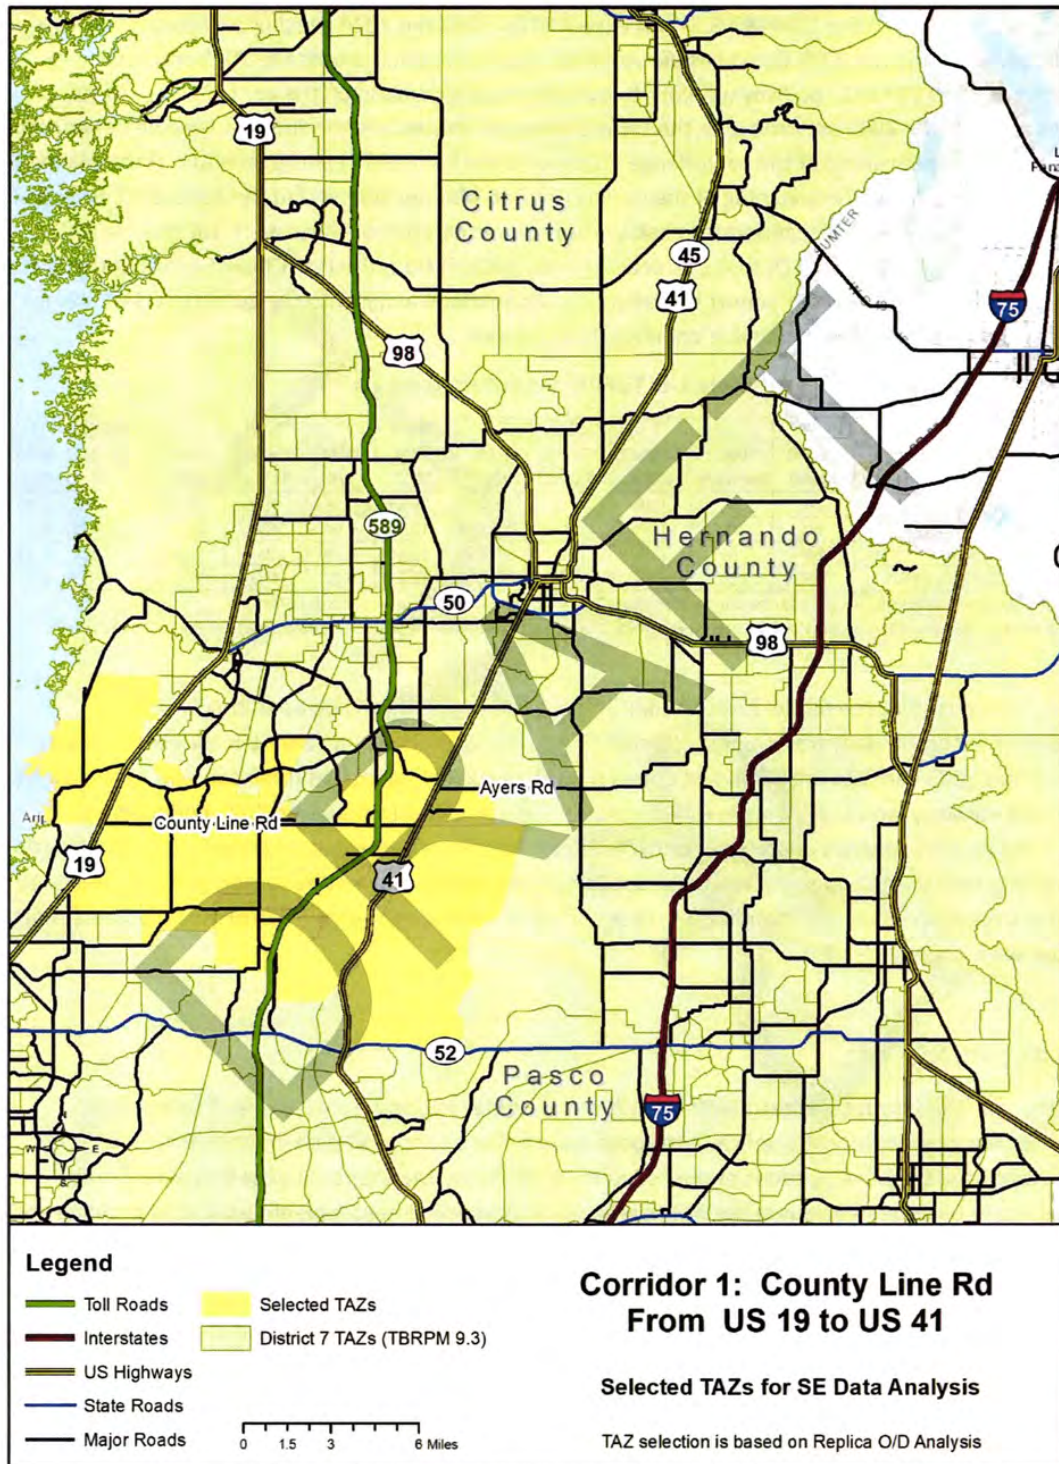 19
Citrus
County
45
41
SUMTER
75
98
589
Hernando
County
50
98
Ayers Rd
County Line Rd
19
41
52
Pasco
County
75
DRAFT
N
W
E
S
Legend
Toll Roads
Interstates
US Highways
State Roads
Major Roads
Selected TAZs
District 7 TAZs (TBRPM 9.3)
0 1.5 3 6 Miles
Corridor 1: County Line Rd
From US 19 to US 41
Selected TAZs for SE Data Analysis
TAZ selection is based on Replica O/D Analysis